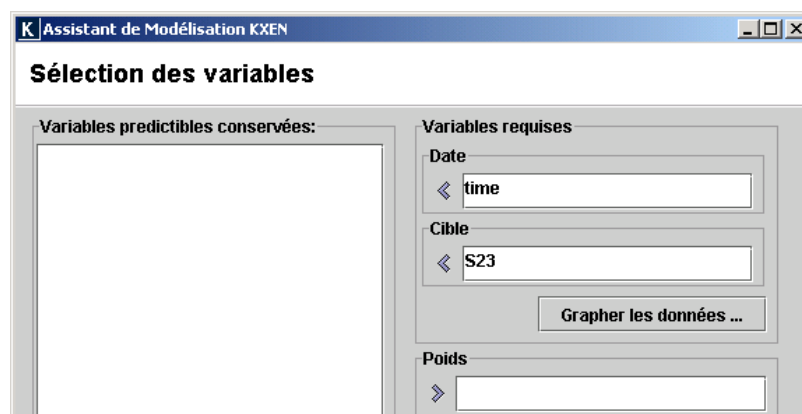 K Assistant de Modélisation KXEN
Sélection des variables
Variables predictibles conservées:
Variables requises
Date
time
Cible
S23
Grapher les données ...
Poids